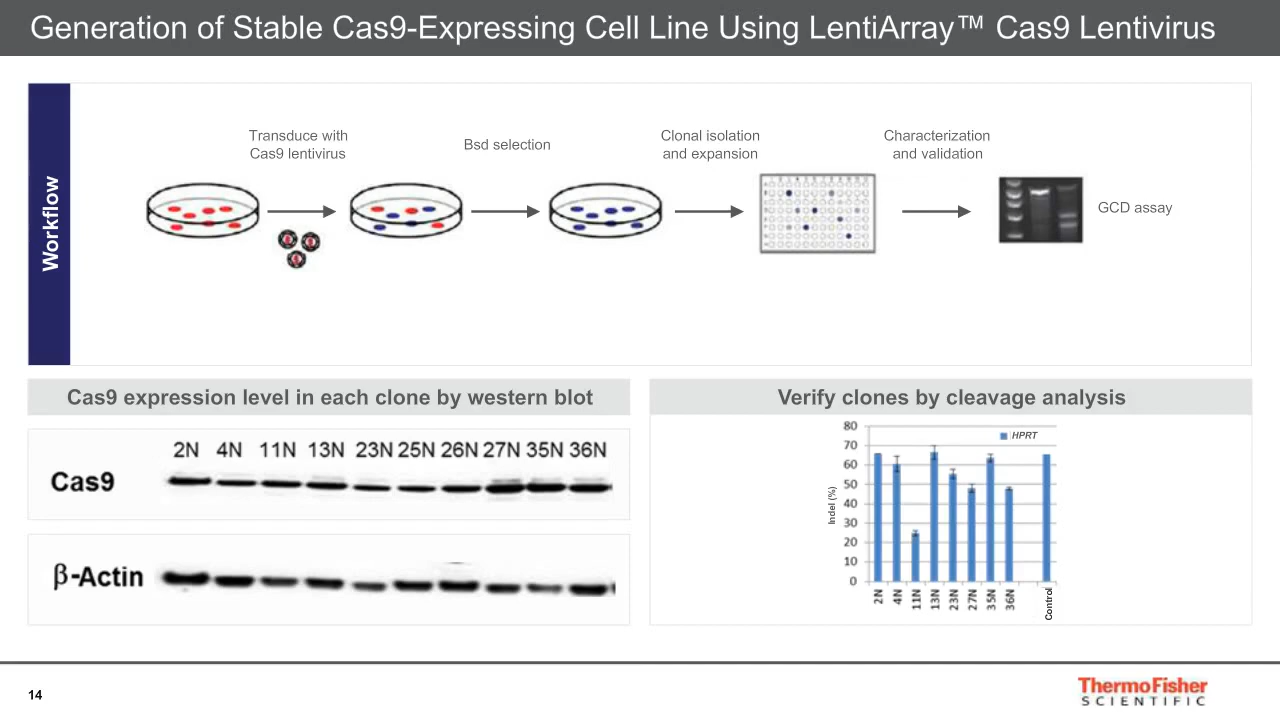 Generation of Stable Cas9-Expressing Cell Line Using LentiArray™ Cas9 Lentivirus
Workflow
Transduce with
Cas9 lentivirus
Bsd selection
Clonal isolation
and expansion
Characterization
and validation
GCD assay
Cas9 expression level in each clone by western blot
2N 4N 11N 13N 23N 25N 26N 27N 35N 36N
Cas9
β-Actin
Verify clones by cleavage analysis
HPRT
Indel (%)
80
70
60
50
40
30
20
10
0
2N 4N 11N 13N 23N 27N 35N 36N Control
14
ThermoFisher
SCIENTIFIC